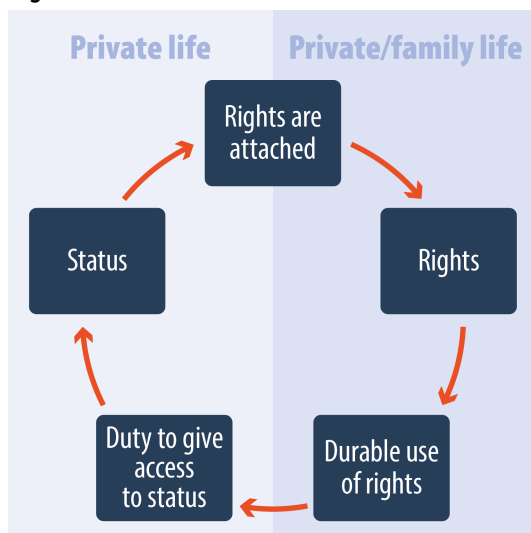 Private life
Private/family life
Rights are
attached
Status
Rights
Duty to give
access
to status
Durable use
of rights